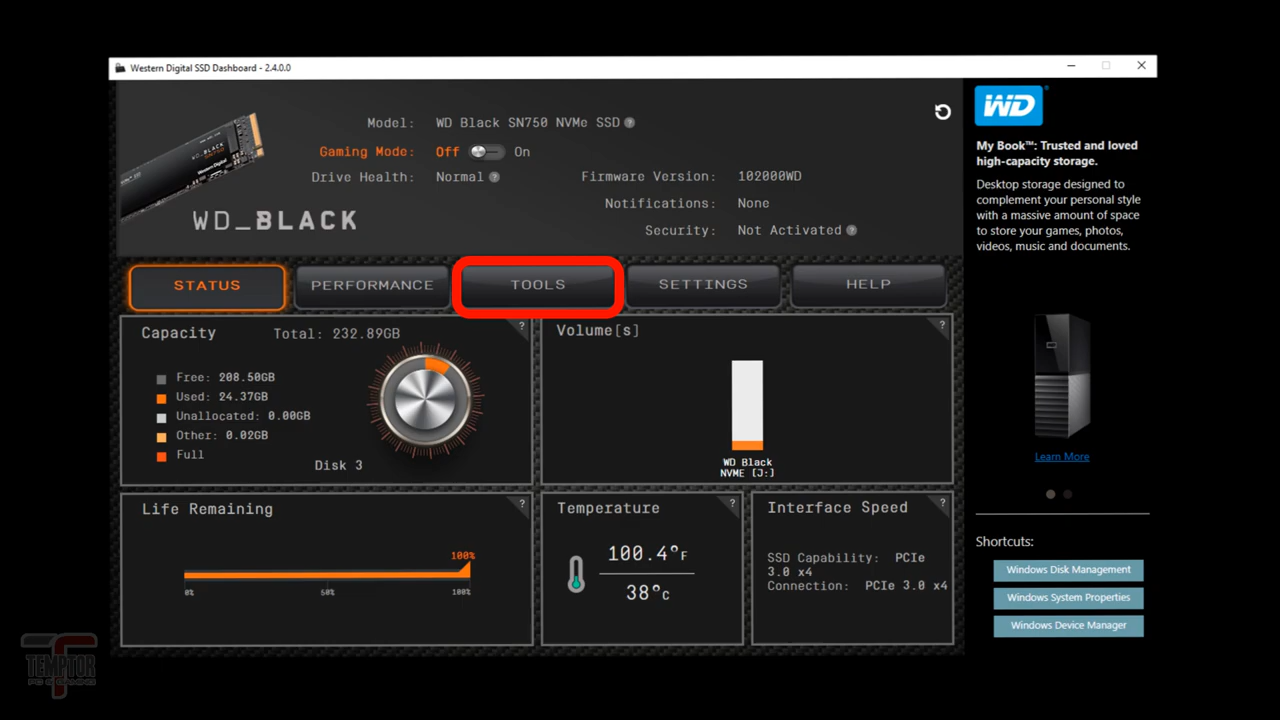 Western Digital SSD Dashboard - 2.4.0.0
Model: WD Black SN750 NVMe SSD ?
Gaming Mode: Off On
Drive Health: Normal ?
Firmware Version: 102000WD
Notifications: None
Security: Not Activated ?
WD_BLACK
STATUS PERFORMANCE TOOLS SETTINGS HELP
Capacity Total: 232.89GB ?
Free: 208.50GB
Used: 24.37GB
Unallocated: 0.00GB
Other: 0.02GB
Full
Disk 3
Volume[s] ?
WD Black
NVME [J:]
Life Remaining ?
100%
0% 50% 100%
Temperature ?
100.4°F
38°C
Interface Speed ?
SSD Capability: PCIe
3.0 x4
Connection: PCIe 3.0 x4
WD
My Book™: Trusted and loved
high-capacity storage.
Desktop storage designed to
complement your personal style
with a massive amount of space
to store your games, photos,
videos, music and documents.
Learn More
Shortcuts:
Windows Disk Management
Windows System Properties
Windows Device Manager
TEMPTOR